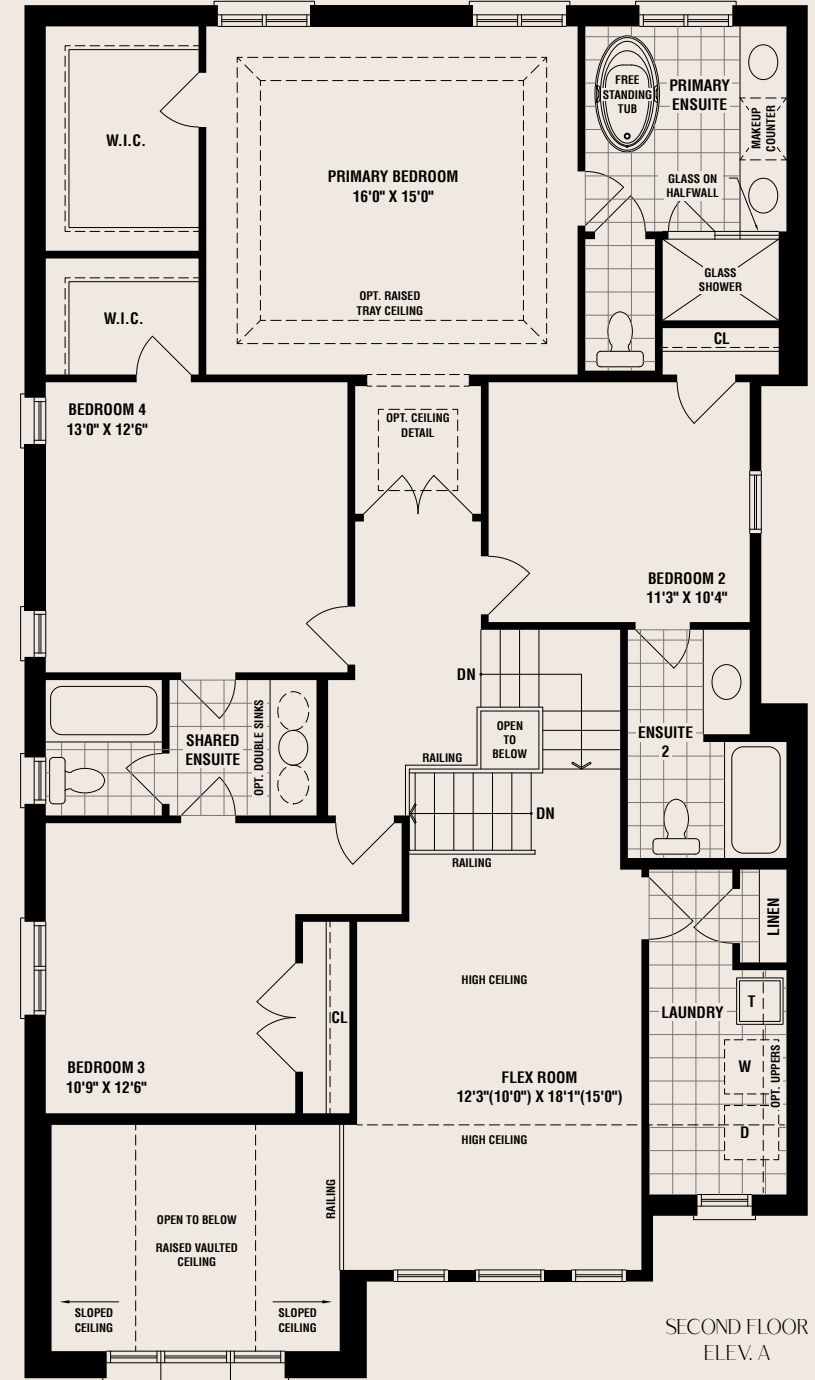 W.I.C.
PRIMARY BEDROOM
16'0" X 15'0"
OPT. RAISED
TRAY CEILING
FREE
STANDING
TUB
PRIMARY
ENSUITE
MAKEUP
COUNTER
GLASS ON
HALFWALL
GLASS
SHOWER
CL
W.I.C.
BEDROOM 4
13'0" X 12'6"
OPT. CEILING
DETAIL
BEDROOM 2
11'3" X 10'4"
DN
OPEN
TO
BELOW
RAILING
DN
RAILING
SHARED
ENSUITE
OPT. DOUBLE SINKS
ENSUITE
2
LINEN
LAUNDRY
T
W
D
OPT. UPPERS
HIGH CEILING
CL
BEDROOM 3
10'9" X 12'6"
FLEX ROOM
12'3"(10'0") X 18'1"(15'0")
HIGH CEILING
RAILING
OPEN TO BELOW
RAISED VAULTED
CEILING
SLOPED
CEILING
SLOPED
CEILING
SECOND FLOOR
ELEV. A